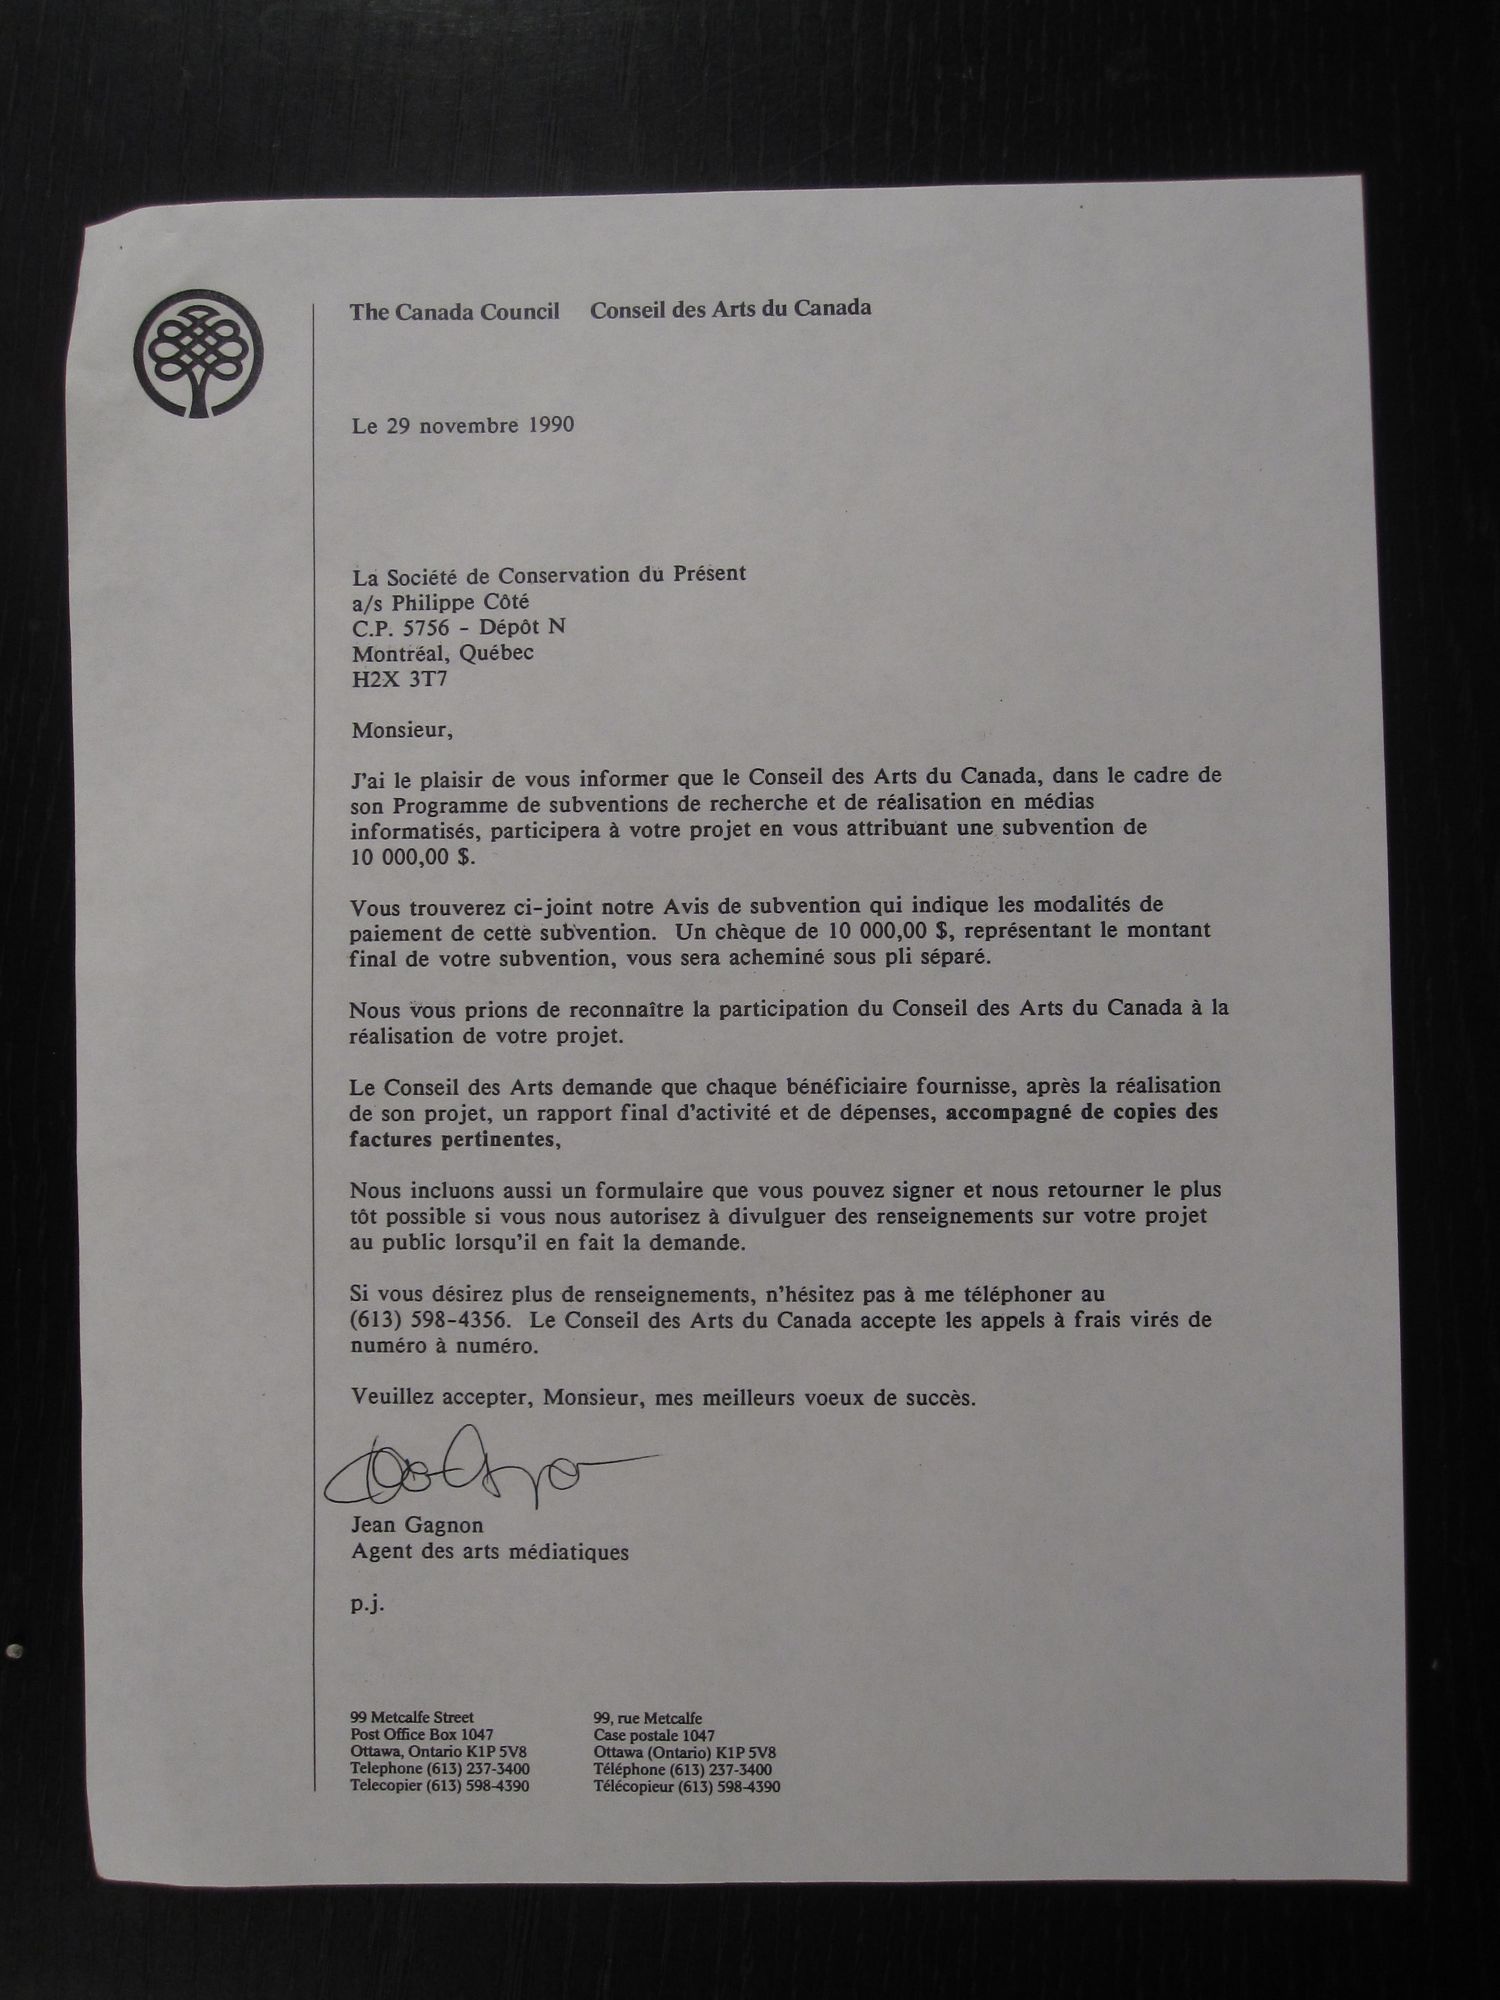 The Canada Council Conseil des Arts du Canada
Le 29 novembre 1990
La Société de Conservation du Présent
a/s Philippe Côté
C.P. 5756 - Dépôt N
Montréal, Québec
H2X 3T7
Monsieur,
J'ai le plaisir de vous informer que le Conseil des Arts du Canada, dans le cadre de
son Programme de subventions de recherche et de réalisation en médias
informatisés, participera à votre projet en vous attribuant une subvention de
10 000,00 $.
Vous trouverez ci-joint notre Avis de subvention qui indique les modalités de
paiement de cette subvention. Un chèque de 10 000,00 $, représentant le montant
final de votre subvention, vous sera acheminé sous pli séparé.
Nous vous prions de reconnaître la participation du Conseil des Arts du Canada à la
réalisation de votre projet.
Le Conseil des Arts demande que chaque bénéficiaire fournisse, après la réalisation
de son projet, un rapport final d'activité et de dépenses, accompagné de copies des
factures pertinentes,
Nous incluons aussi un formulaire que vous pouvez signer et nous retourner le plus
tôt possible si vous nous autorisez à divulguer des renseignements sur votre projet
au public lorsqu'il en fait la demande.
Si vous désirez plus de renseignements, n'hésitez pas à me téléphoner au
(613) 598-4356. Le Conseil des Arts du Canada accepte les appels à frais virés de
numéro à numéro.
Veuillez accepter, Monsieur, mes meilleurs voeux de succès.
Jean Gagnon
Agent des arts médiatiques
p.j.
99 Metcalfe Street
Post Office Box 1047
Ottawa, Ontario K1P 5V8
Telephone (613) 237-3400
Telecopier (613) 598-4390
99, rue Metcalfe
Case postale 1047
Ottawa (Ontario) K1P 5V8
Téléphone (613) 237-3400
Télécopieur (613) 598-4390